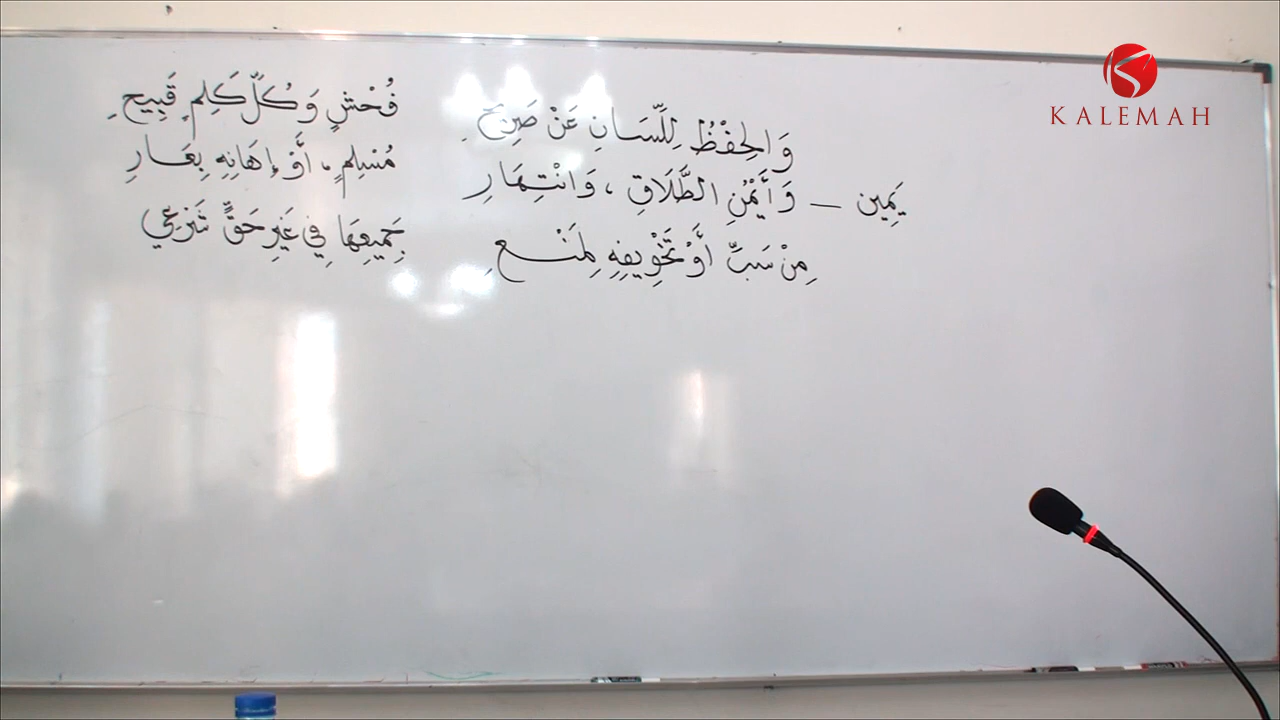 وَالحِفْظُ لِلِّسَانِ عَنْ صَرِيحِ فُحْشٍ وَكُلِّ كَلِمٍ قَبِيحِ
يَمِين – وَأَيْمُنِ الطَّلَاقِ، وَانْتِهَارِ مُسْلِمٍ، أَوْ إِهَانِهِ بِعَارِ
مِنْ سَبٍّ أَوْ تَخْوِيفِهِ لِمَنْعِ جَمِيعِهَا فِي غَيْرِ حَقٍّ شَرْعِي
KALEMAH